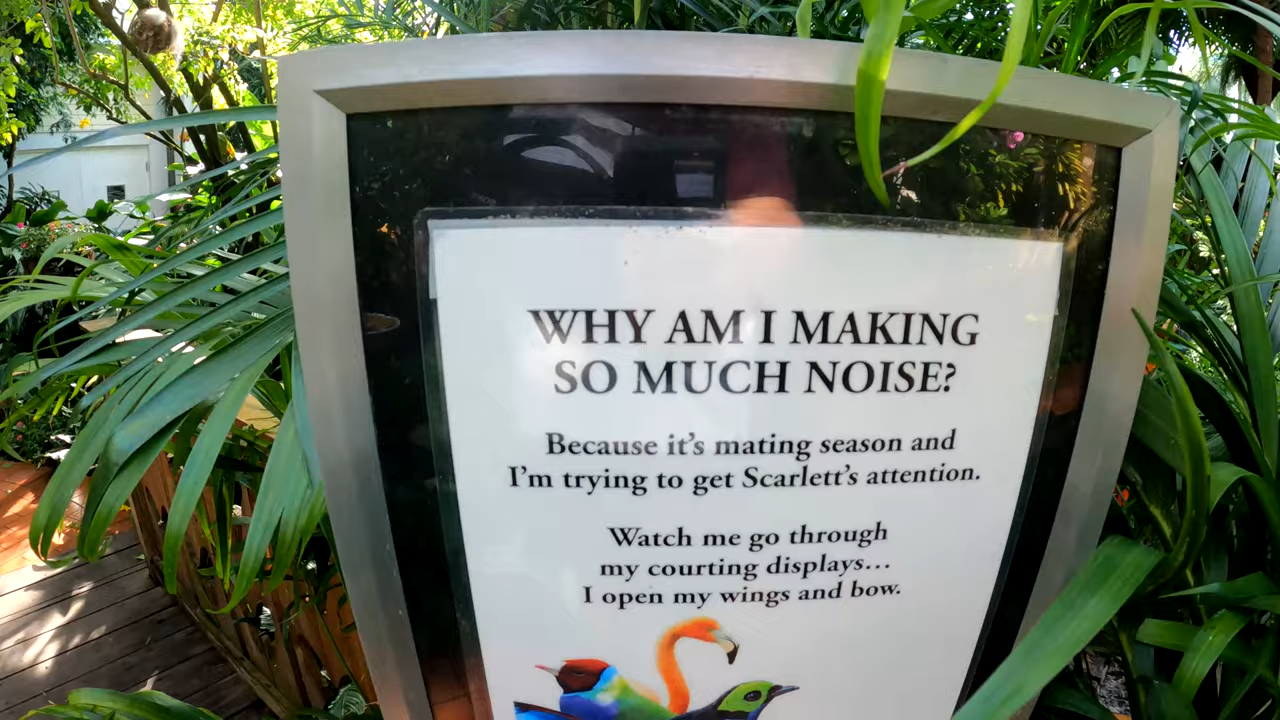 WHY AM I MAKING
SO MUCH NOISE?
Because it's mating season and
I'm trying to get Scarlett's attention.
Watch me go through
my courting displays...
I open my wings and bow.